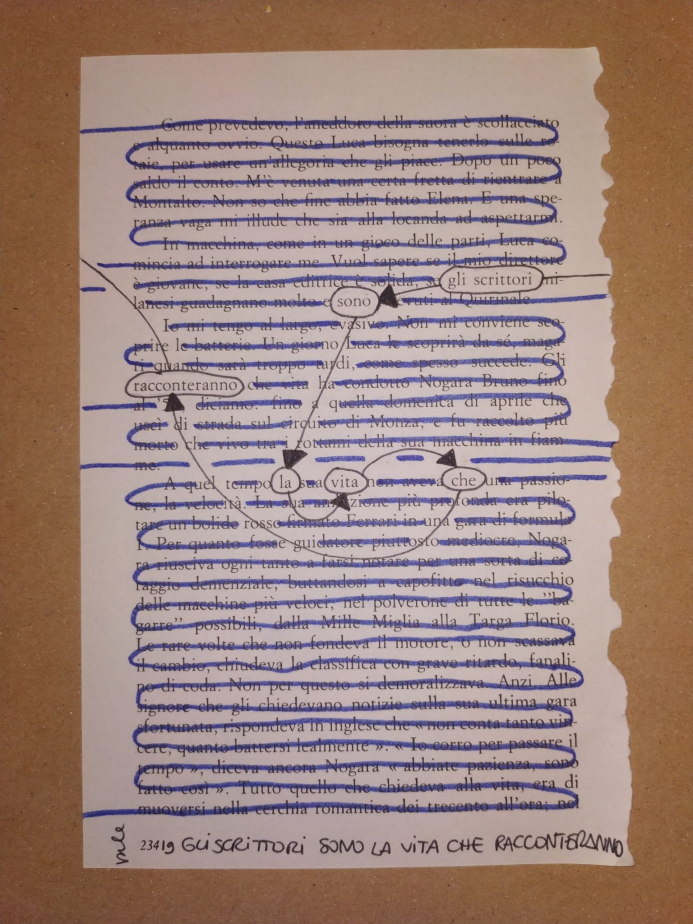 Come prevedevo, l'aneddoto della suora è scollacciato
e alquanto ovvio. Questo Luca bisogna tenerlo sulle ro-
taie, per usare un'allegoria che gli piace. Dopo un poco
saldo il conto. M'è venuta una certa fretta di rientrare a
Montalto. Non so che fine abbia fatto Elena. E una spe-
ranza vaga mi illude che sia alla locanda ad aspettarmi.
In macchina, come in un gioco delle parti, Luca co-
mincia ad interrogare me. Vuol sapere se il mio direttore
è giovane, se la casa editrice è solida, se gli scrittori mi-
lanesi guadagnano molto e sono ricevuti al Quirinale.
Io mi tengo al largo, evasivo. Non mi conviene sco-
prire le batterie. Un giorno Luca le scoprirà da sé, maga-
ri quando sarà troppo tardi, come spesso succede. Gli
racconteranno che vita ha condotto Nogara Bruno fino
al diciamo: fino a quella domenica di aprile che
uscì di strada sul circuito di Monza, e fu raccolto più
morto che vivo tra i rottami della sua macchina in fiam-
me.
A quel tempo la sua vita non aveva che una passio-
ne, la velocità. La sua ambizione più profonda era pilo-
tare un bolide rosso firmato Ferrari in una gara di formula
1. Per quanto fosse guidatore piuttosto mediocre, Noga-
ra riusciva ogni tanto a farsi notare per una sorta di co-
raggio demenziale, buttandosi a capofitto nel risucchio
delle macchine più veloci, nel polverone di tutte le "ba-
garre" possibili, dalla Mille Miglia alla Targa Florio.
Le rare volte che non fondeva il motore, o non scassava
il cambio, chiudeva la classifica con grave ritardo, fanali-
no di coda. Non per questo si demoralizzava. Anzi. Alle
signore che gli chiedevano notizie sulla sua ultima gara
sfortunata, rispondeva in inglese che « non conta tanto vin-
cere, quanto battersi lealmente ». « Io corro per passare il
tempo », diceva ancora Nogara « abbiate pazienza, sono
fatto così ». Tutto quello che chiedeva alla vita, era di
muoversi nella cerchia romantica dei trecento all'ora; nel
23419 GLI SCRITTORI SONO LA VITA CHE RACCONTERANNO